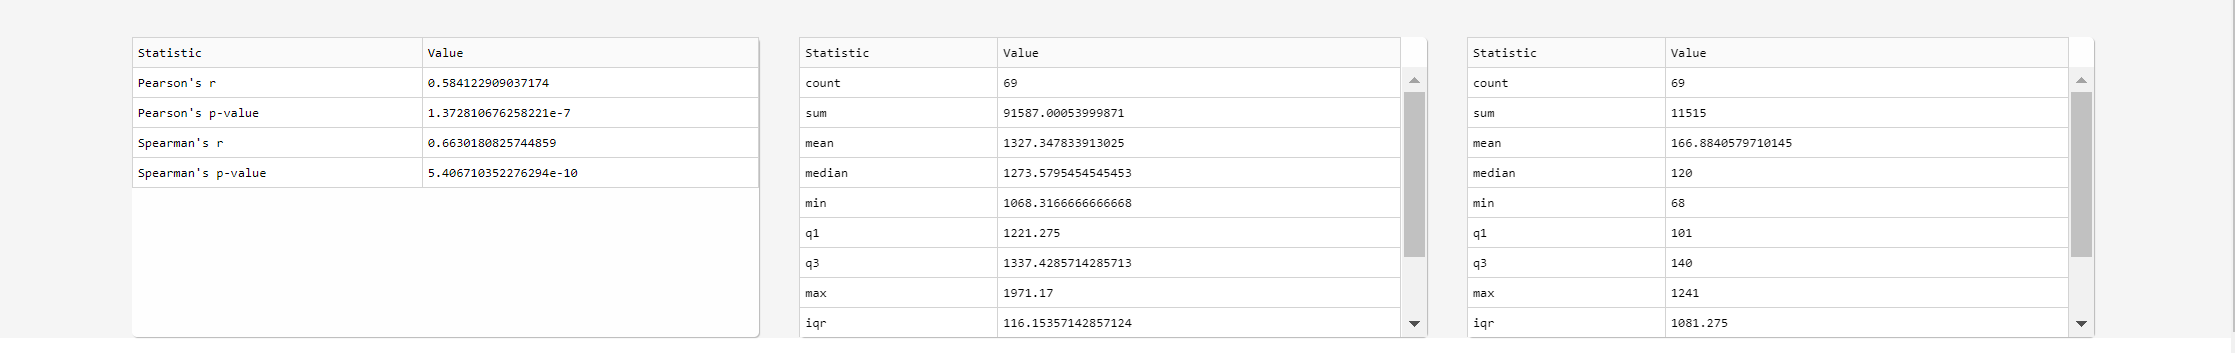 Statistic Value
Pearson's r 0.584122909037174
Pearson's p-value 1.372810676258221e-7
Spearman's r 0.6630180825744859
Spearman's p-value 5.406710352276294e-10
Statistic Value
count 69
sum 91587.00053999871
mean 1327.347833913025
median 1273.5795454545453
min 1068.3166666666668
q1 1221.275
q3 1337.4285714285713
max 1971.17
iqr 116.15357142857124
Statistic Value
count 69
sum 11515
mean 166.8840579710145
median 120
min 68
q1 101
q3 140
max 1241
iqr 1081.275